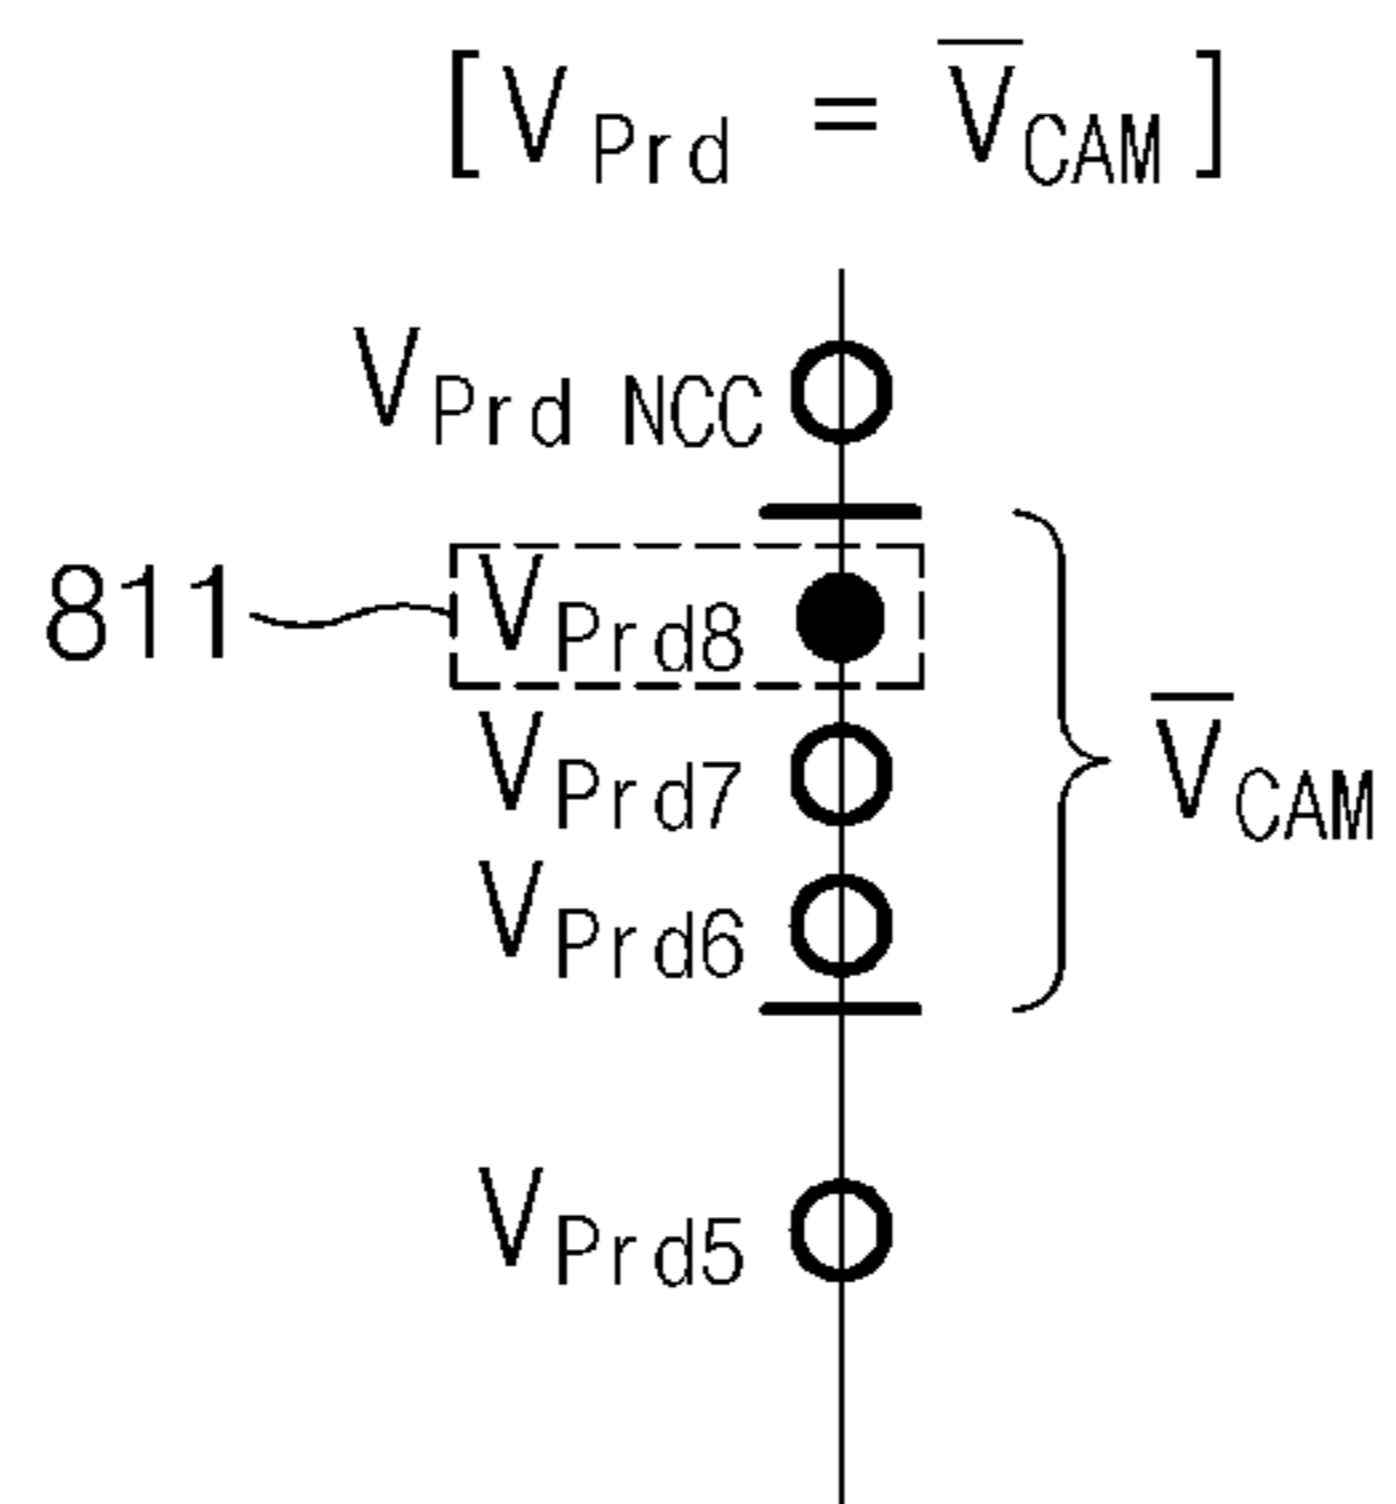 [V_Prd = V̅_CAM]
V_Prd NCC
811 V_Prd8
V_Prd7
V̅_CAM
V_Prd6
V_Prd5